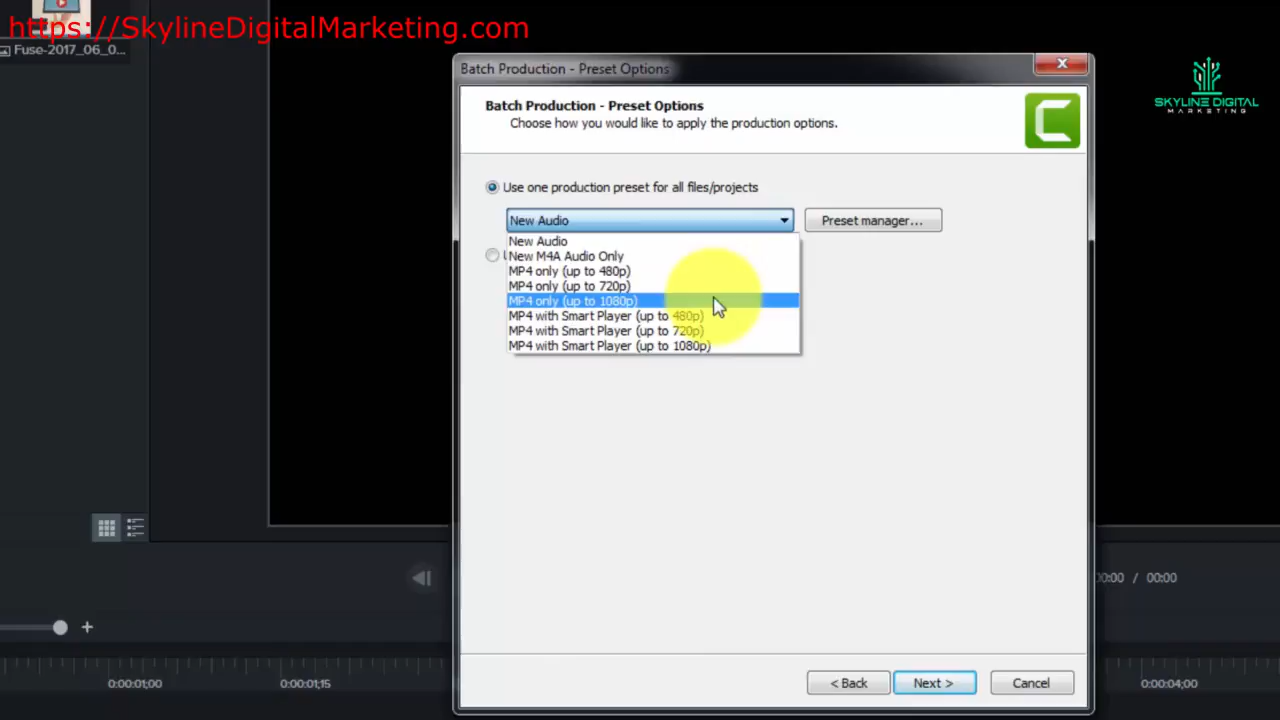 https://SkylineDigitalMarketing.com
Fuse-2017_06_0...
SKYLINE DIGITAL
MARKETING
Batch Production - Preset Options
Batch Production - Preset Options
Choose how you would like to apply the production options.
Use one production preset for all files/projects
New Audio
Preset manager...
New Audio
New M4A Audio Only
MP4 only (up to 480p)
MP4 only (up to 720p)
MP4 only (up to 1080p)
MP4 with Smart Player (up to 480p)
MP4 with Smart Player (up to 720p)
MP4 with Smart Player (up to 1080p)
00:00 / 00:00
0:00:01;00
0:00:01;15
0:00:04;00
< Back
Next >
Cancel